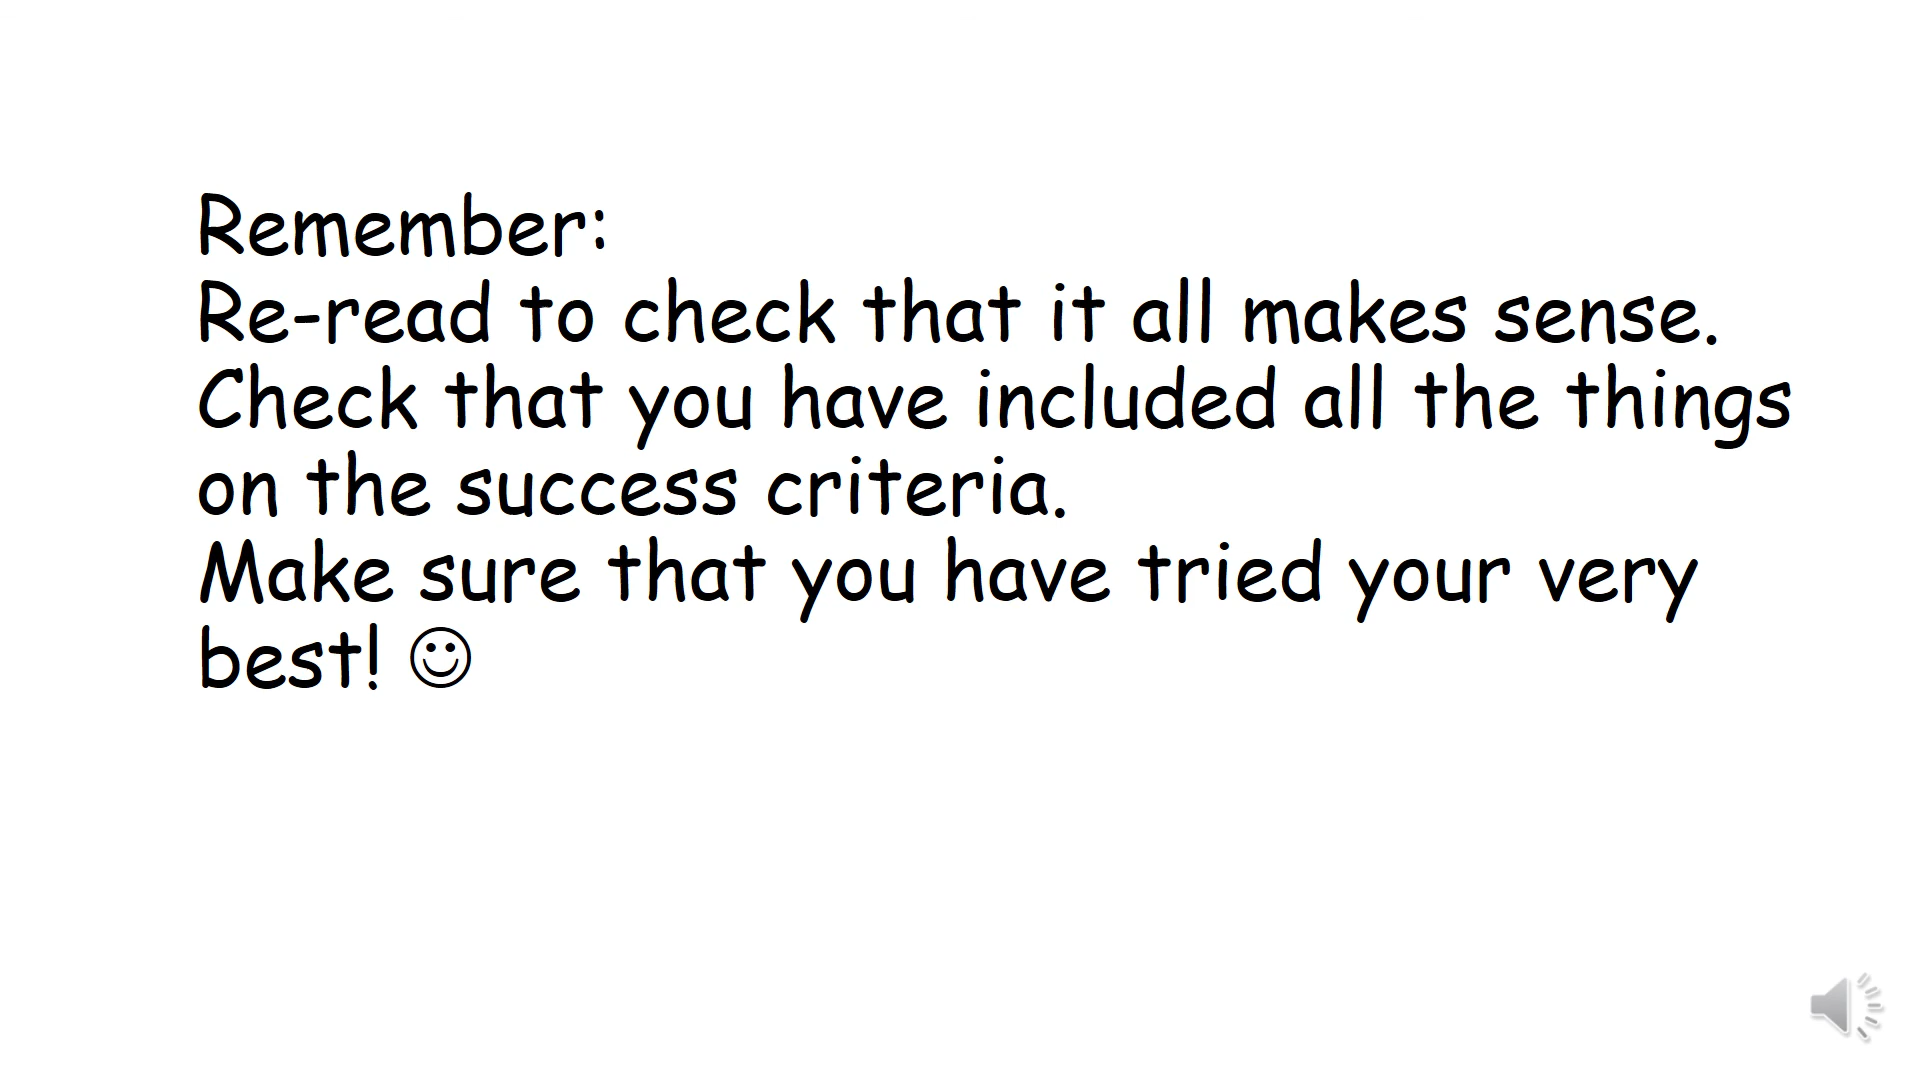 Remember:
Re-read to check that it all makes sense.
Check that you have included all the things
on the success criteria.
Make sure that you have tried your very
best! ☺